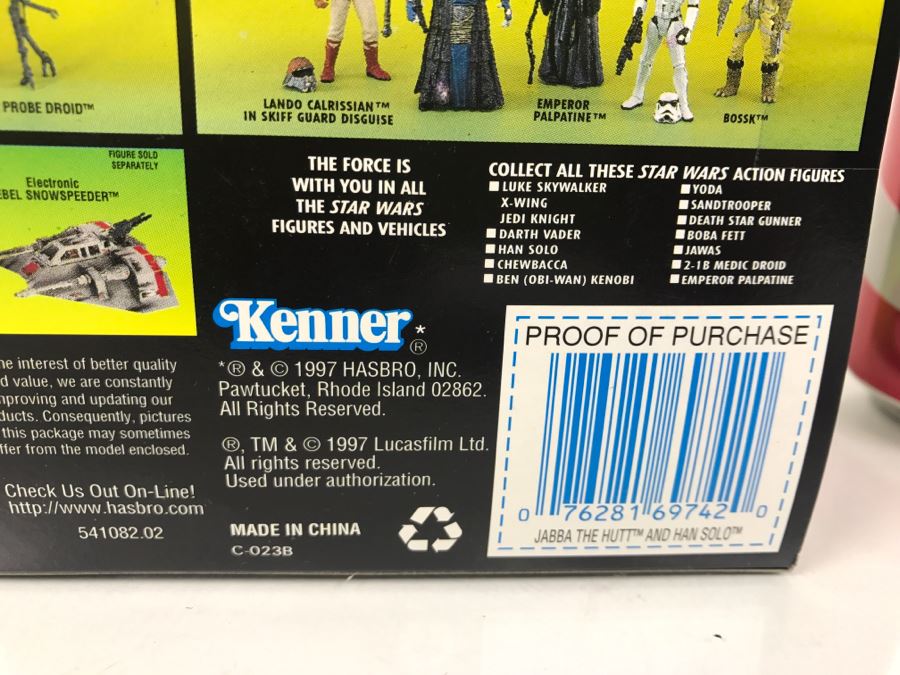 PROBE DROID™
LANDO CALRISSIAN™
IN SKIFF GUARD DISGUISE
EMPEROR
PALPATINE™
BOSSK™
FIGURE SOLD
SEPARATELY
Electronic
EBEL SNOWSPEEDER™
THE FORCE IS
WITH YOU IN ALL
THE STAR WARS
FIGURES AND VEHICLES
COLLECT ALL THESE STAR WARS ACTION FIGURES
■ LUKE SKYWALKER
X-WING
JEDI KNIGHT
■ DARTH VADER
■ HAN SOLO
■ CHEWBACCA
■ BEN (OBI-WAN) KENOBI
■ YODA
■ SANDTROOPER
■ DEATH STAR GUNNER
■ BOBA FETT
■ JAWAS
■ 2-1B MEDIC DROID
■ EMPEROR PALPATINE
Kenner*®
*® & © 1997 HASBRO, INC.
Pawtucket, Rhode Island 02862.
All Rights Reserved.
®, TM & © 1997 Lucasfilm Ltd.
All rights reserved.
Used under authorization.
MADE IN CHINA
C-023B
he interest of better quality
d value, we are constantly
mproving and updating our
ducts. Consequently, pictures
this package may sometimes
ffer from the model enclosed.
Check Us Out On-Line!
http://www.hasbro.com
541082.02
PROOF OF PURCHASE
0 76281 69742 0
JABBA THE HUTT™ AND HAN SOLO™